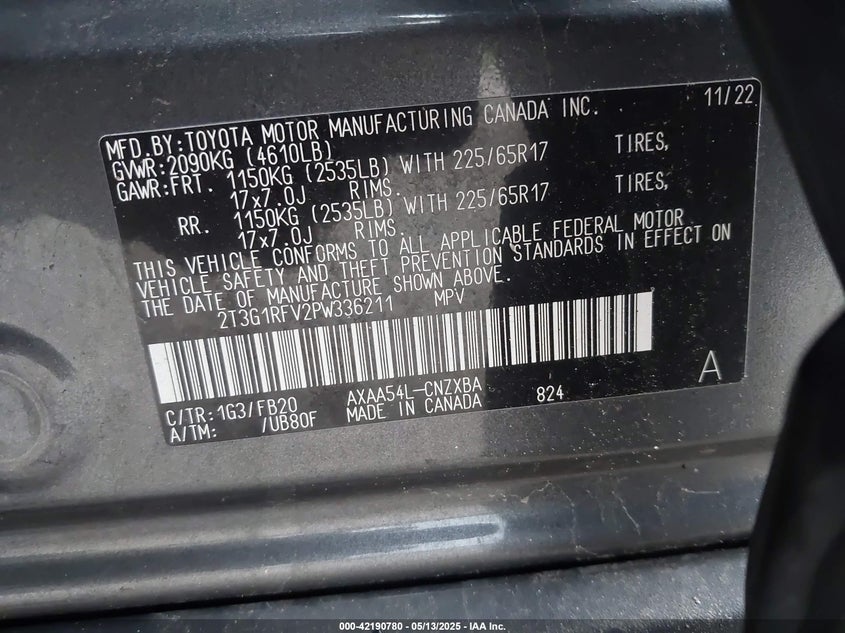 MFD.BY:TOYOTA MOTOR MANUFACTURING CANADA INC. 11/22
GVWR:2090KG (4610LB)
GAWR:FRT. 1150KG (2535LB) WITH 225/65R17 TIRES,
17x7.0J RIMS.
RR. 1150KG (2535LB) WITH 225/65R17 TIRES,
17x7.0J RIMS.
THIS VEHICLE CONFORMS TO ALL APPLICABLE FEDERAL MOTOR
VEHICLE SAFETY AND THEFT PREVENTION STANDARDS IN EFFECT ON
THE DATE OF MANUFACTURE SHOWN ABOVE.
2T3G1RFV2PW336211 MPV
C/TR:1G3/FB20 AXAA54L-CNZXBA 824 A
A/TM: /UB80F MADE IN CANADA
000-42190780 - 05/13/2025 - IAA Inc.